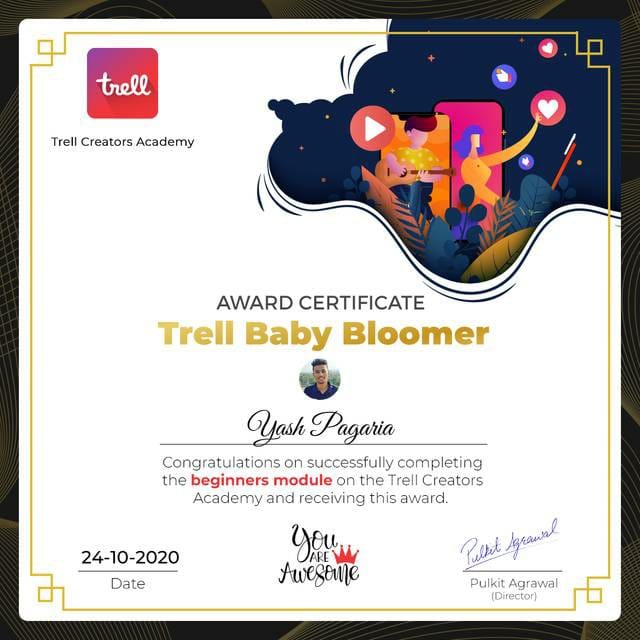 trell
Trell Creators Academy
AWARD CERTIFICATE
Trell Baby Bloomer
Yash Pagaria
Congratulations on successfully completing
the beginners module on the Trell Creators
Academy and receiving this award.
You
ARE
Awesome
24-10-2020
Date
Pulkit Agrawal
Pulkit Agrawal
(Director)